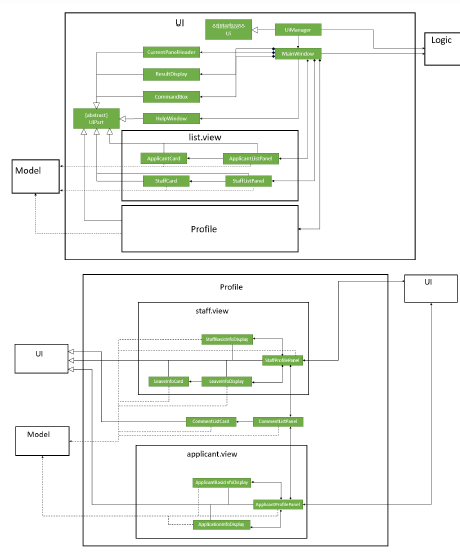 UI
<<Interface>>
UI
UiManager
Logic
CurrentPanelHeader
MainWindow
ResultDisplay
CommandBox
{abstract}
UiPart
HelpWindow
list.view
ApplicantCard
ApplicantListPanel
Model
StaffCard
StaffListPanel
Profile
Profile
UI
staff.view
StaffBasicInfoDisplay
UI
StaffProfilePanel
LeaveInfoCard
LeaveInfoDisplay
CommentListCard
CommentListPanel
Model
applicant.view
ApplicantBasicInfoDisplay
ApplicantProfilePanel
ApplicationInfoDisplay